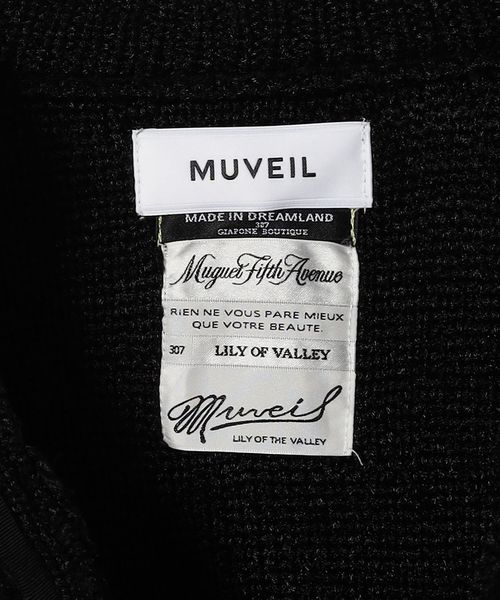 MUVEIL
MADE IN DREAMLAND
327
GIAPONE BOUTIQUE
Muguet Fifth Avenue
RIEN NE VOUS PARE MIEUX
QUE VOTRE BEAUTE.
307 LILY OF VALLEY
Muveil
LILY OF THE VALLEY